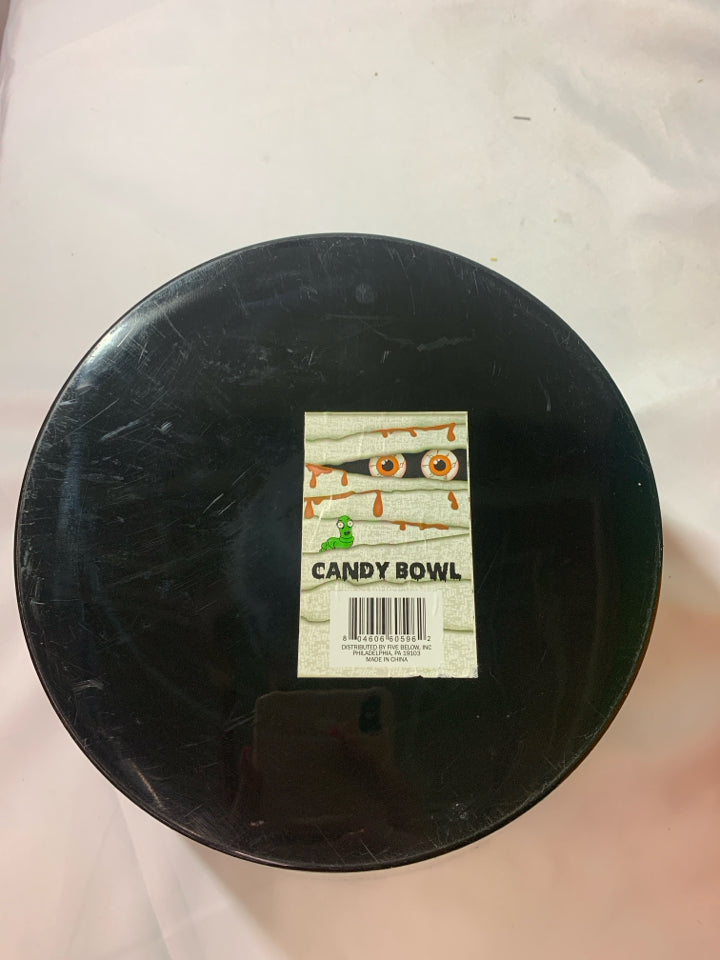 CANDY BOWL
8 04606 60596 2
DISTRIBUTED BY FIVE BELOW, INC
PHILADELPHIA, PA 19103
MADE IN CHINA